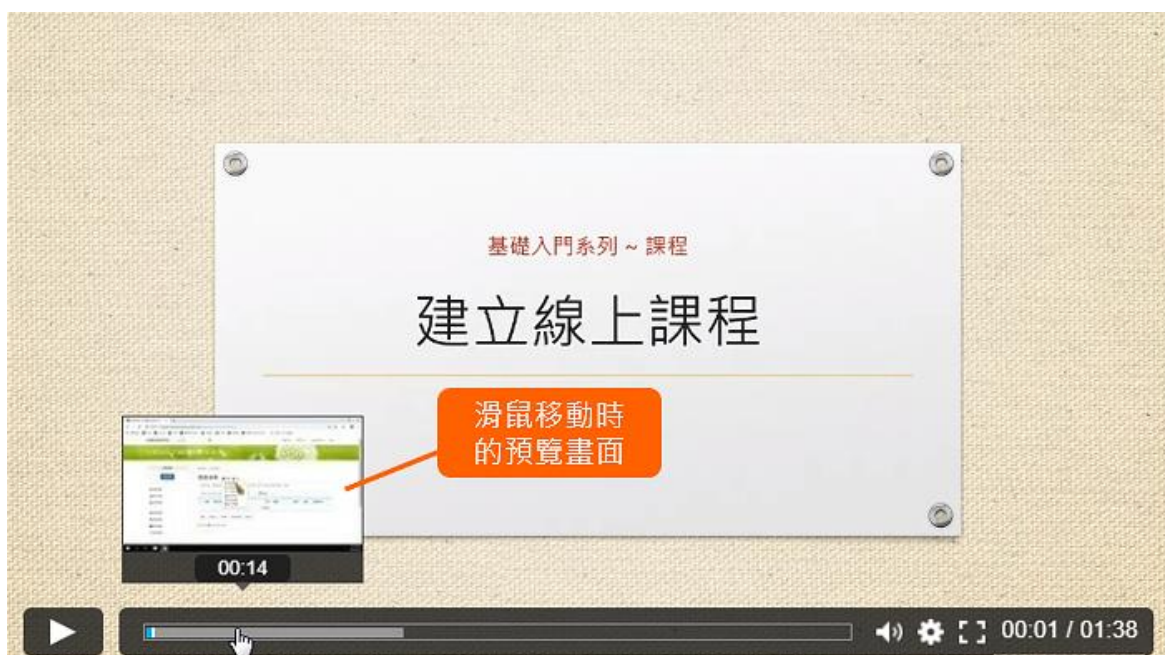 基礎入門系列 ~ 課程
建立線上課程
滑鼠移動時
的預覽畫面
00:14
00:01 / 01:38